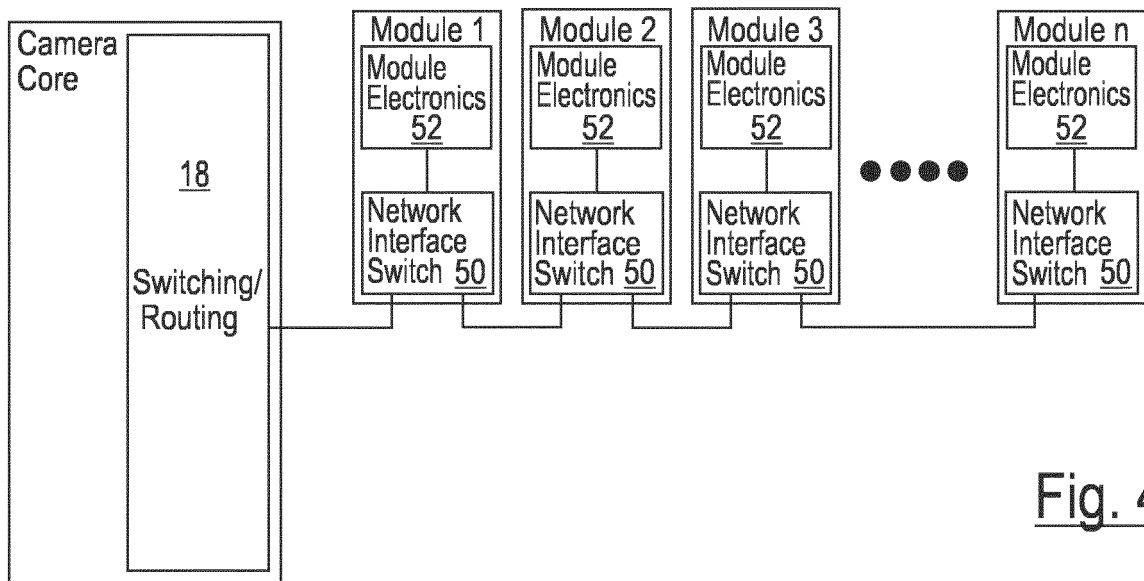 Camera
Core
18
Switching/
Routing
Module 1
Module
Electronics
52
Network
Interface
Switch 50
Module 2
Module
Electronics
52
Network
Interface
Switch 50
Module 3
Module
Electronics
52
Network
Interface
Switch 50
Module n
Module
Electronics
52
Network
Interface
Switch 50
Fig. 4